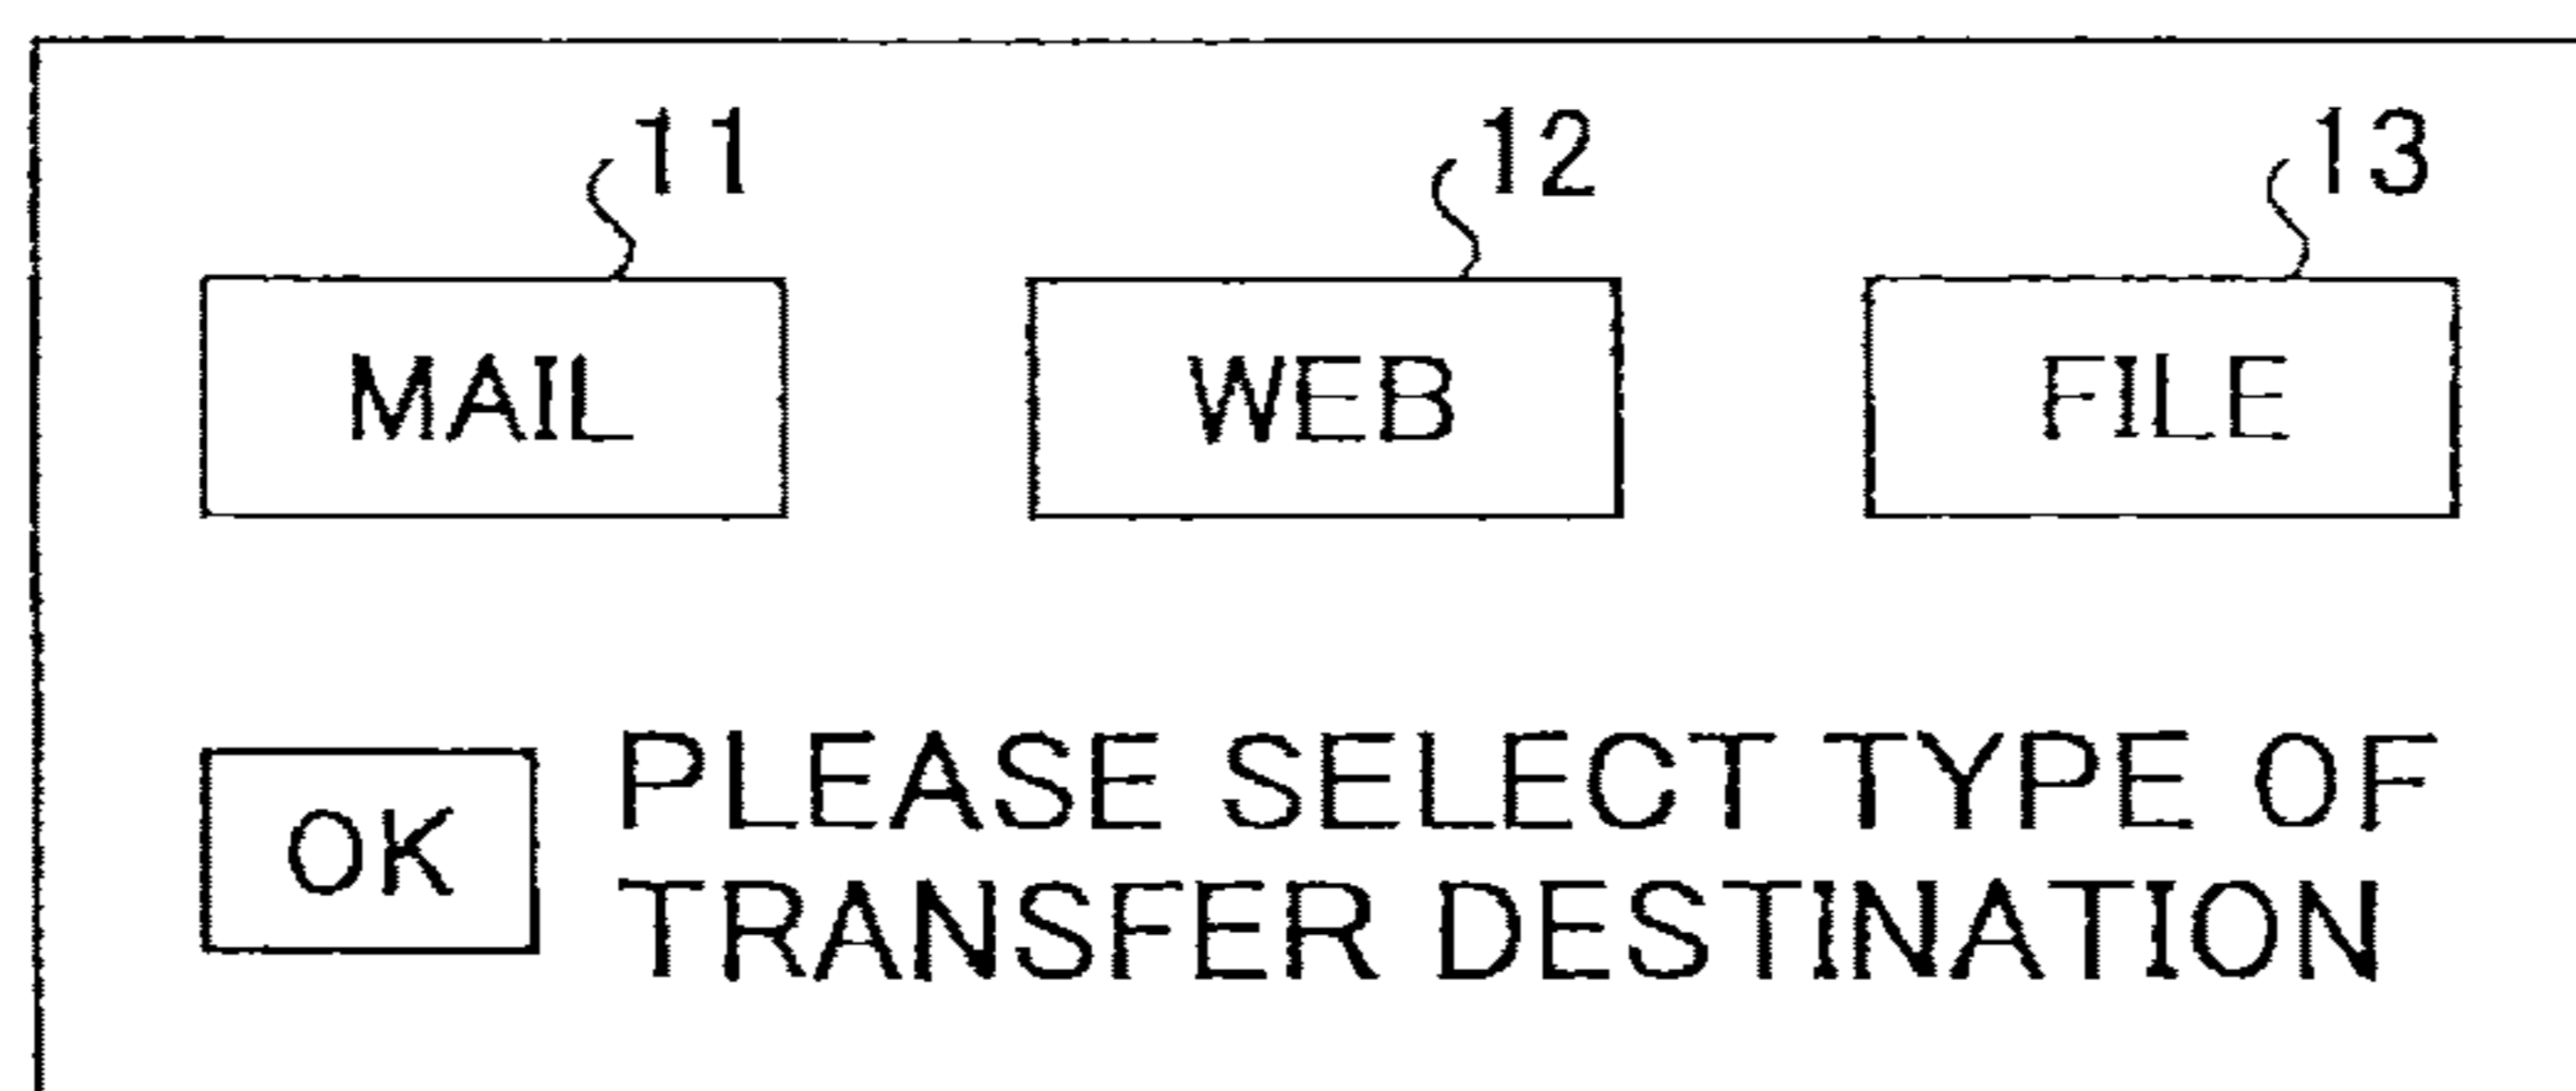 11 12 13
MAIL WEB FILE
OK PLEASE SELECT TYPE OF
TRANSFER DESTINATION